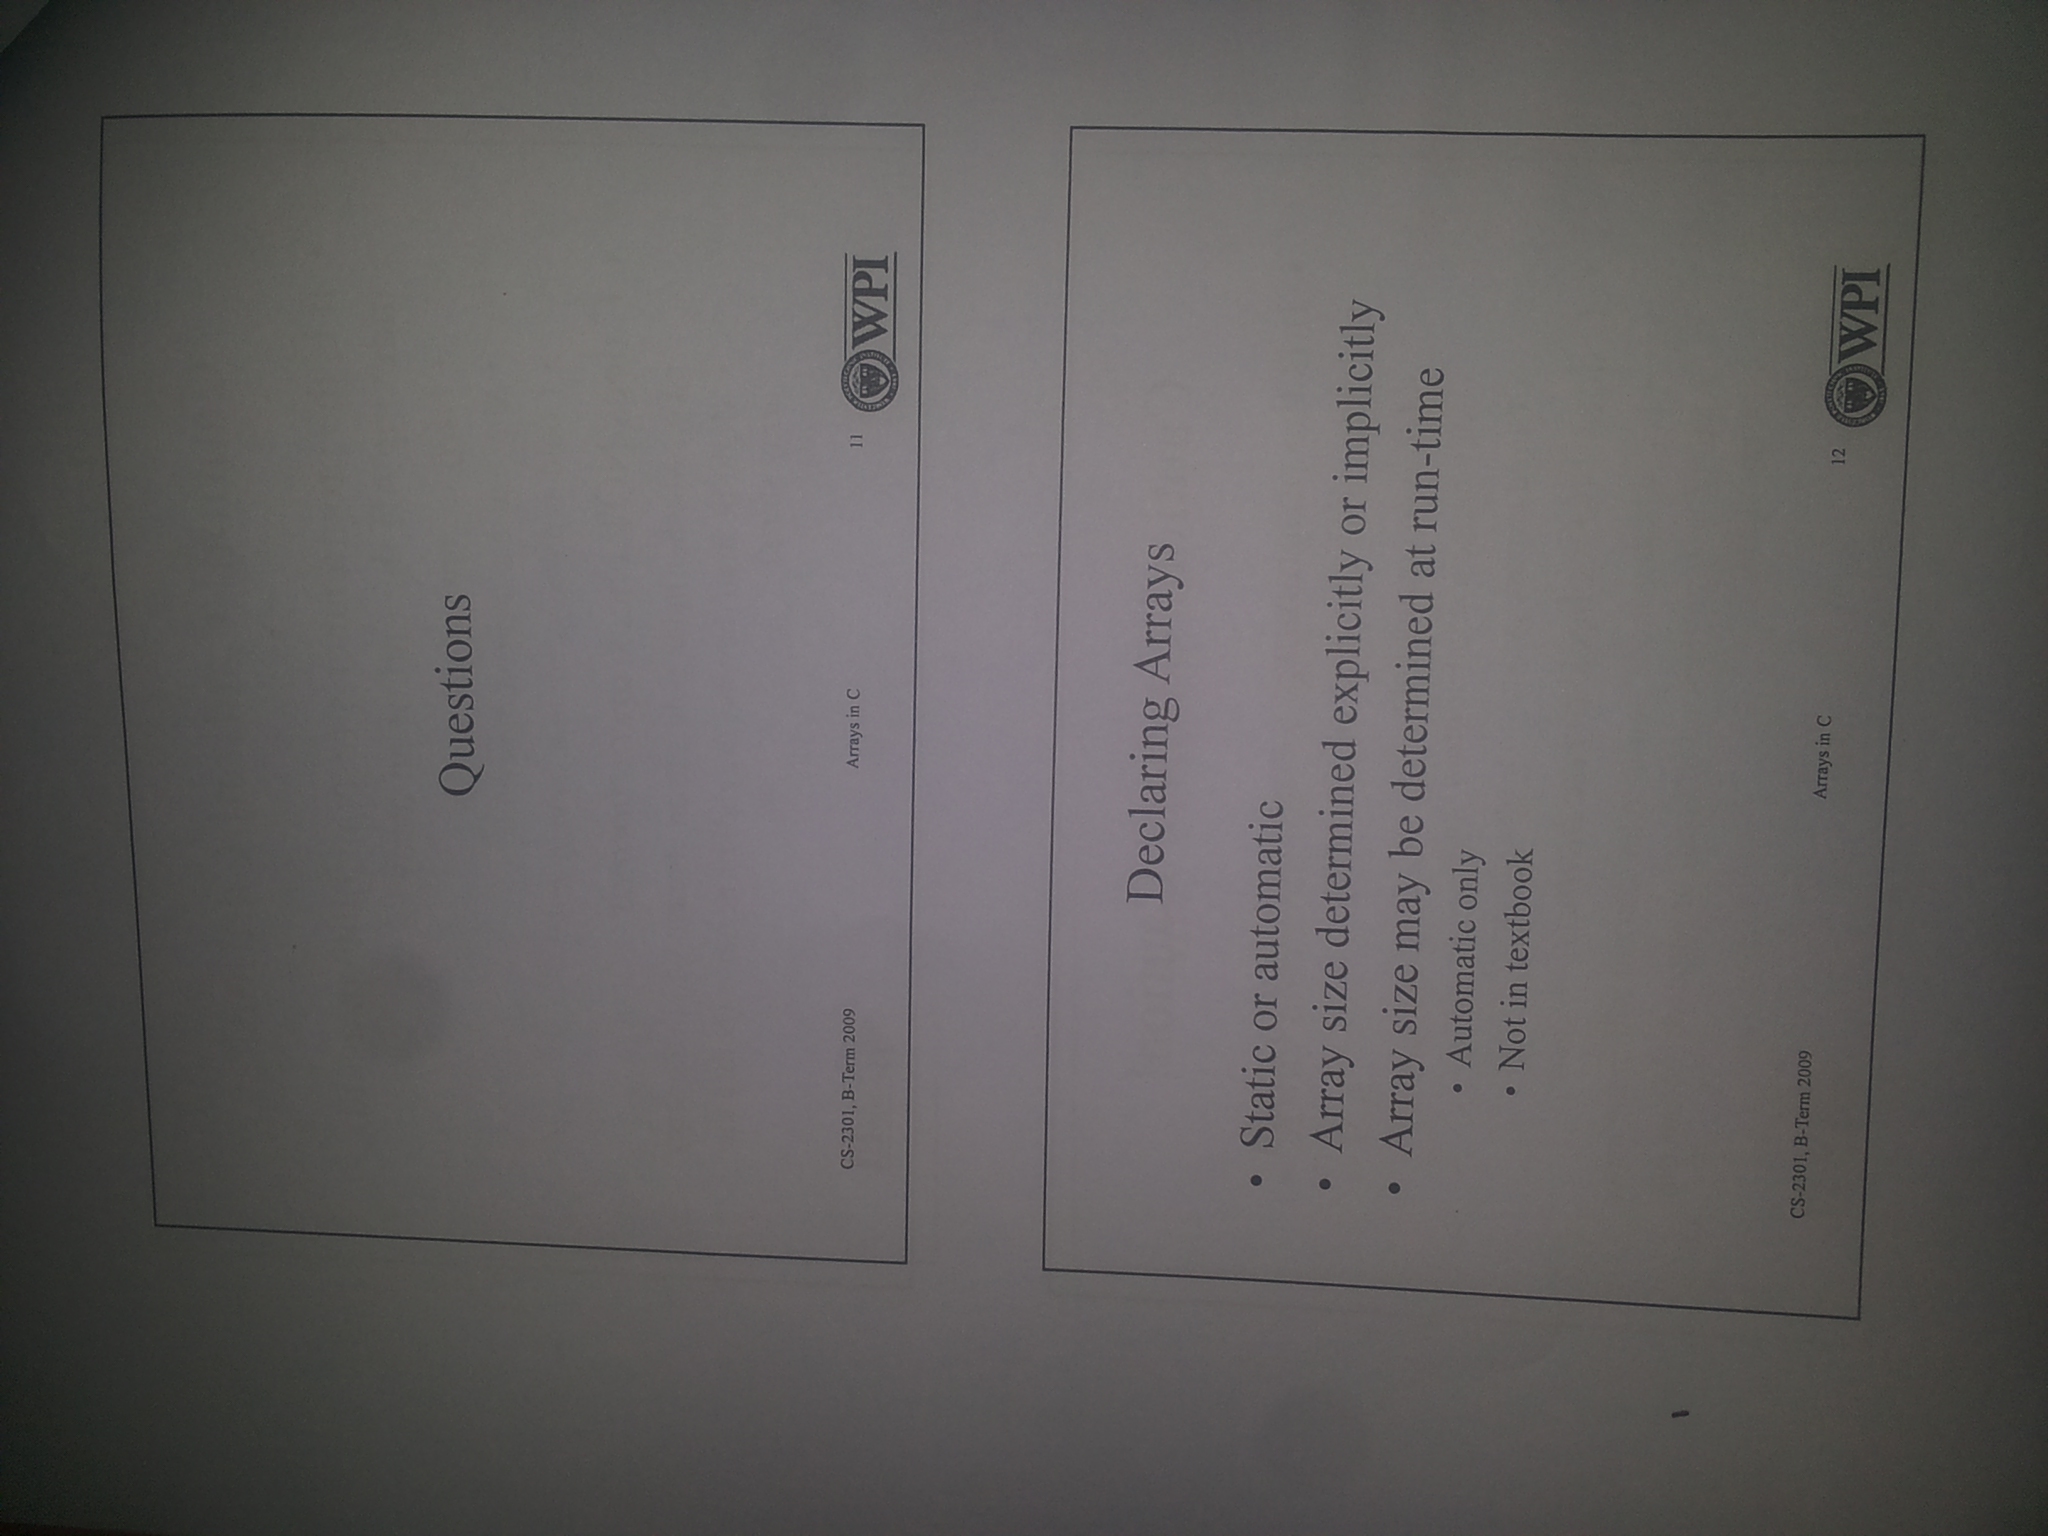 Questions
CS-2301, B-Term 2009
Arrays in C
11
WPI
Declaring Arrays
• Static or automatic
• Array size determined explicitly or implicitly
• Array size may be determined at run-time
• Automatic only
• Not in textbook
CS-2301, B-Term 2009
Arrays in C
12
WPI